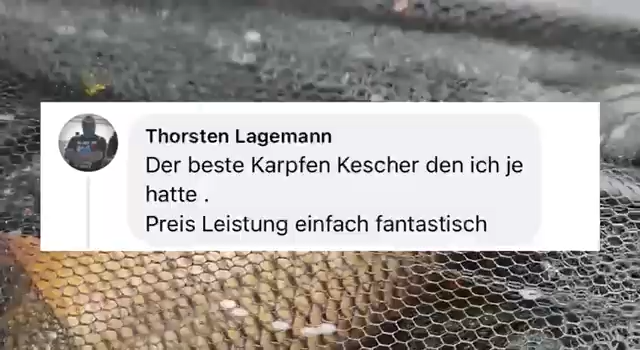 Thorsten Lagemann
Der beste Karpfen Kescher den ich je
hatte .
Preis Leistung einfach fantastisch